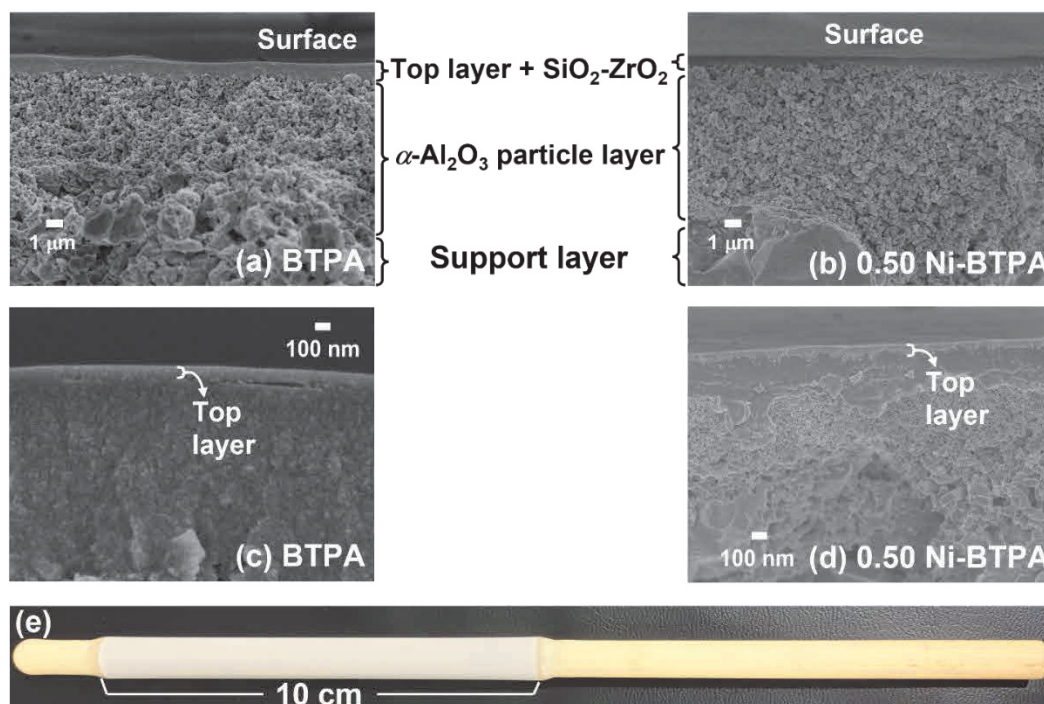 Surface
Top layer + SiO₂-ZrO₂
α-Al₂O₃ particle layer
Support layer
1 μm
(a) BTPA
Surface
1 μm
(b) 0.50 Ni-BTPA
100 nm
Top
layer
(c) BTPA
Top
layer
100 nm
(d) 0.50 Ni-BTPA
(e)
10 cm